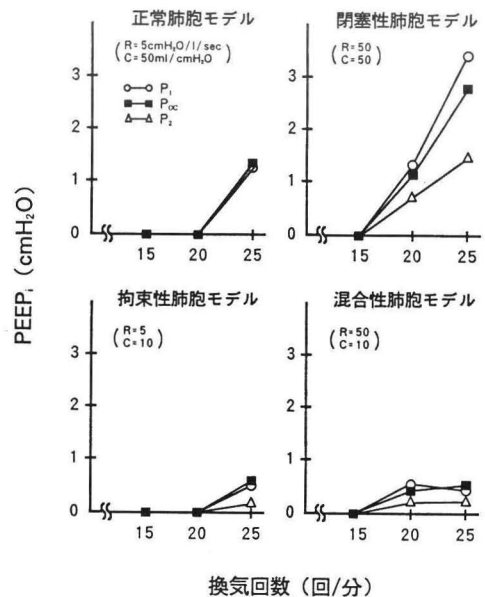 正常肺胞モデル
(R=5cmH₂O/l/sec
C=50ml/cmH₂O)
P₁
P∝
P₂
3
2
1
0
15 20 25
閉塞性肺胞モデル
(R=50
C=50)
3
2
1
0
15 20 25
PEEPᵢ (cmH₂O)
拘束性肺胞モデル
(R=5
C=10)
3
2
1
0
15 20 25
混合性肺胞モデル
(R=50
C=10)
3
2
1
0
15 20 25
換気回数 (回/分)